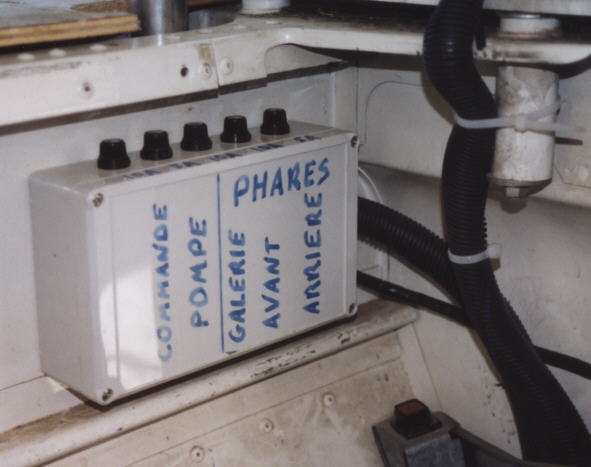 COMMANDE
POMPE
PHARES
GALERIE
AVANT
ARRIERE